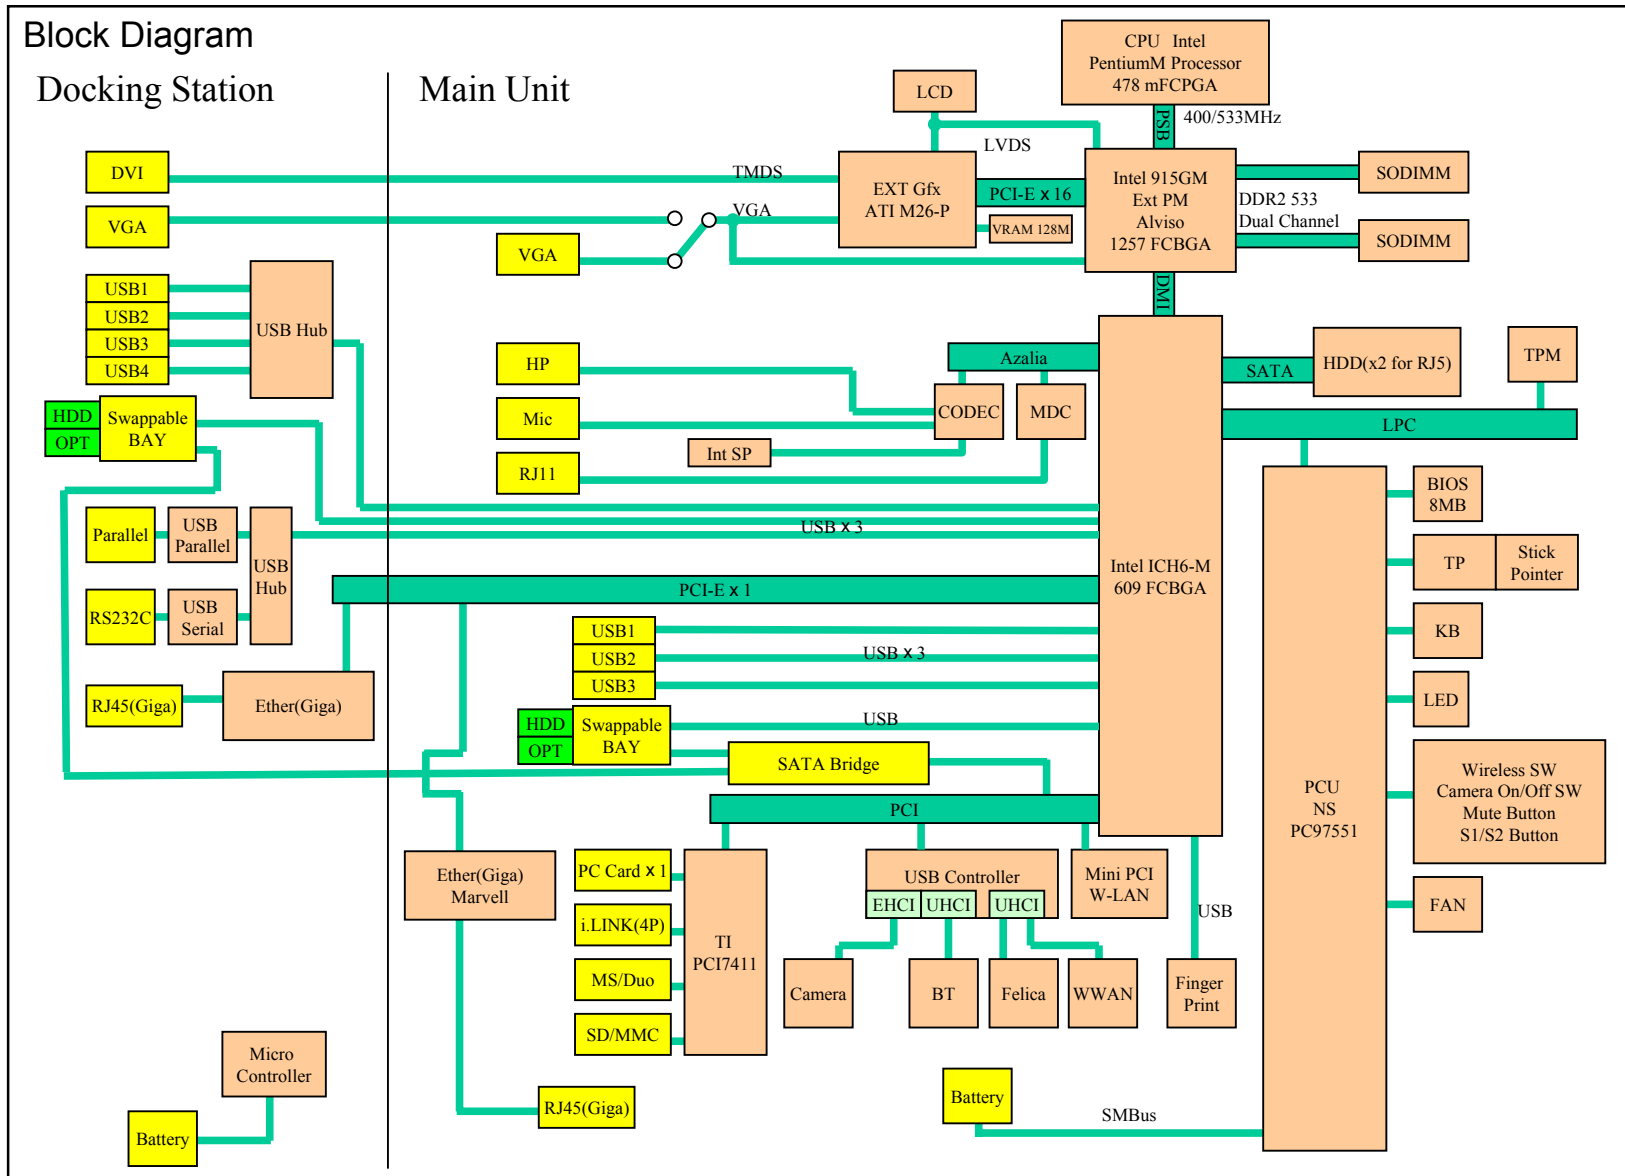 Block Diagram
Docking Station
Main Unit
CPU Intel
PentiumM Processor
478 mFCPGA
PSB
400/533MHz
LCD
LVDS
DVI
TMDS
EXT Gfx
ATI M26-P
PCI-E x 16
VRAM 128M
Intel 915GM
Ext PM
Alviso
1257 FCBGA
DDR2 533
Dual Channel
SODIMM
SODIMM
VGA
VGA
VGA
DMI
USB1
USB2
USB3
USB4
USB Hub
HDD
OPT
Swappable
BAY
HP
Mic
RJ11
Int SP
Azalia
CODEC
MDC
SATA
HDD(x2 for RJ5)
TPM
LPC
Parallel
USB
Parallel
USB
Hub
RS232C
USB
Serial
USB x 3
PCI-E x 1
Intel ICH6-M
609 FCBGA
BIOS
8MB
TP
Stick
Pointer
KB
LED
Wireless SW
Camera On/Off SW
Mute Button
S1/S2 Button
FAN
PCU
NS
PC97551
RJ45(Giga)
Ether(Giga)
USB1
USB2
USB3
USB x 3
HDD
OPT
Swappable
BAY
USB
SATA Bridge
PCI
Ether(Giga)
Marvell
PC Card x 1
i.LINK(4P)
MS/Duo
SD/MMC
TI
PCI7411
USB Controller
EHCI
UHCI
UHCI
Mini PCI
W-LAN
USB
Camera
BT
Felica
WWAN
Finger
Print
Micro
Controller
Battery
RJ45(Giga)
Battery
SMBus